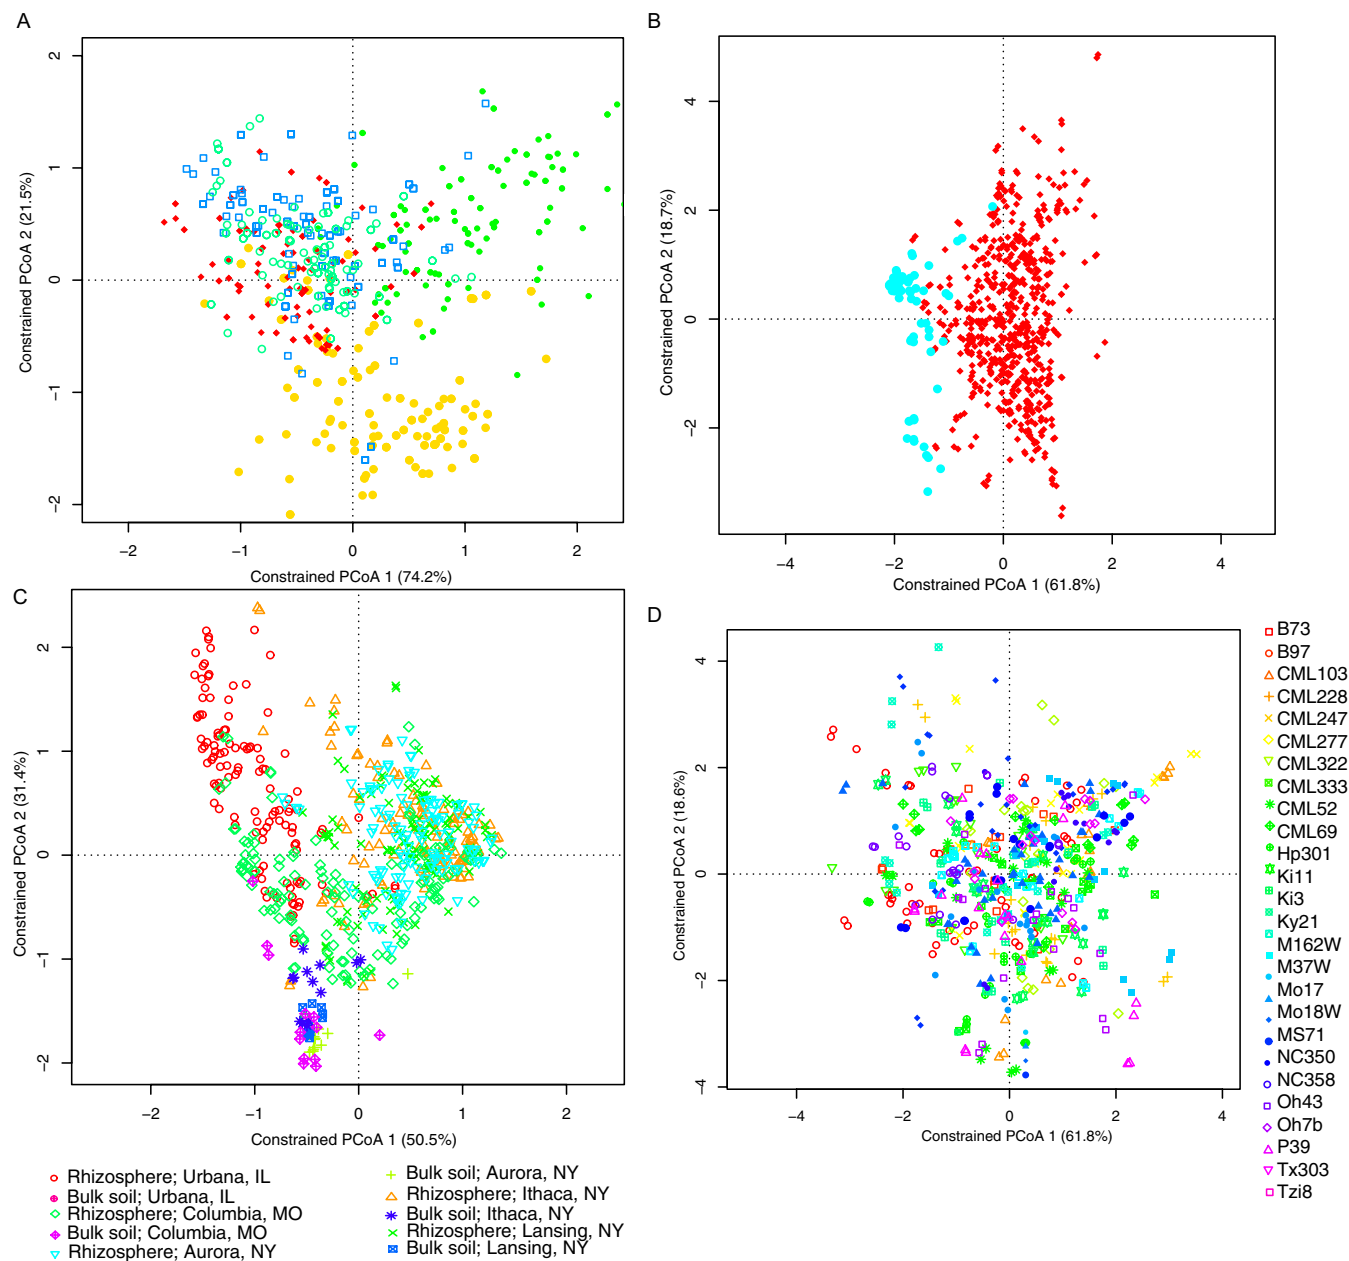 A
2
1
0
−1
−2
Constrained PCoA 2 (21.5%)
−2
−1
0
1
2
Constrained PCoA 1 (74.2%)
B
4
2
0
−2
Constrained PCoA 2 (18.7%)
−4
−2
0
2
4
Constrained PCoA 1 (61.8%)
C
2
1
0
−1
−2
Constrained PCoA 2 (31.4%)
−2
−1
0
1
2
Constrained PCoA 1 (50.5%)
Rhizosphere; Urbana, IL
Bulk soil; Urbana, IL
Rhizosphere; Columbia, MO
Bulk soil; Columbia, MO
Rhizosphere; Aurora, NY
Bulk soil; Aurora, NY
Rhizosphere; Ithaca, NY
Bulk soil; Ithaca, NY
Rhizosphere; Lansing, NY
Bulk soil; Lansing, NY
D
4
2
0
−2
−4
Constrained PCoA 2 (18.6%)
−4
−2
0
2
4
Constrained PCoA 1 (61.8%)
B73
B97
CML103
CML228
CML247
CML277
CML322
CML333
CML52
CML69
Hp301
Ki11
Ki3
Ky21
M162W
M37W
Mo17
Mo18W
MS71
NC350
NC358
Oh43
Oh7b
P39
Tx303
Tzi8